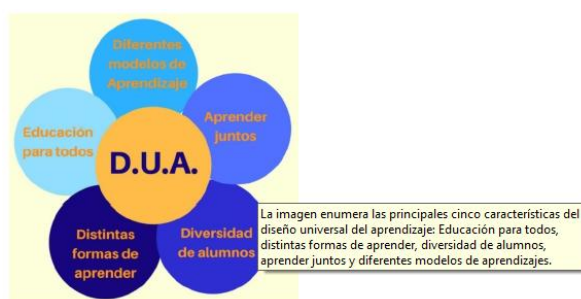 Diferentes
modelos de
Aprendizaje
Aprender
juntos
Educación
para todos
D.U.A.
Distintas
formas de
aprender
Diversidad
de alumnos
La imagen enumera las principales cinco características del
diseño universal del aprendizaje: Educación para todos,
distintas formas de aprender, diversidad de alumnos,
aprender juntos y diferentes modelos de aprendizajes.